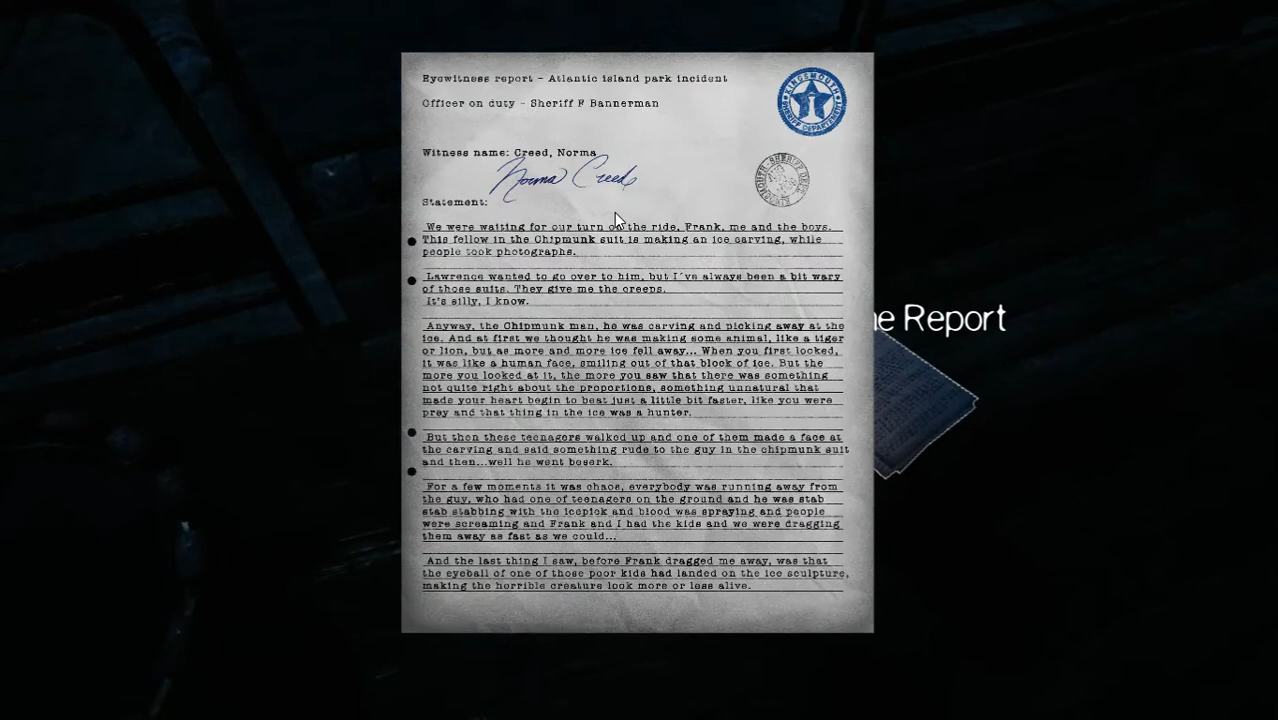 Eyewitness report - Atlantic island park incident
KINGSMOUTH
SHERIFF DEPARTMENT
Officer on duty - Sheriff F Bannerman
Witness name: Creed, Norma
Norma Creed
KINGSMOUTH-SHERIFF DEPT.
Statement:
We were waiting for our turn on the ride, Frank, me and the boys.
This fellow in the Chipmunk suit is making an ice carving, while
people took photographs.
Lawrence wanted to go over to him, but I've always been a bit wary
of those suits. They give me the creeps.
It's silly, I know.
he Report
Anyway, the Chipmunk man, he was carving and picking away at the
ice. And at first we thought he was making some animal, like a tiger
or lion, but as more and more ice fell away... When you first looked,
it was like a human face, smiling out of that block of ice. But the
more you looked at it, the more you saw that there was something
not quite right about the proportions, something unnatural that
made your heart begin to beat just a little bit faster, like you were
prey and that thing in the ice was a hunter.
But then these teenagers walked up and one of them made a face at
the carving and said something rude to the guy in the chipmunk suit
and then...well he went beserk.
For a few moments it was chaos, everybody was running away from
the guy, who had one of teenagers on the ground and he was stab
stab stabbing with the icepick and blood was spraying and people
were screaming and Frank and I had the kids and we were dragging
them away as fast as we could...
And the last thing I saw, before Frank dragged me away, was that
the eyeball of one of those poor kids had landed on the ice sculpture,
making the horrible creature look more or less alive.